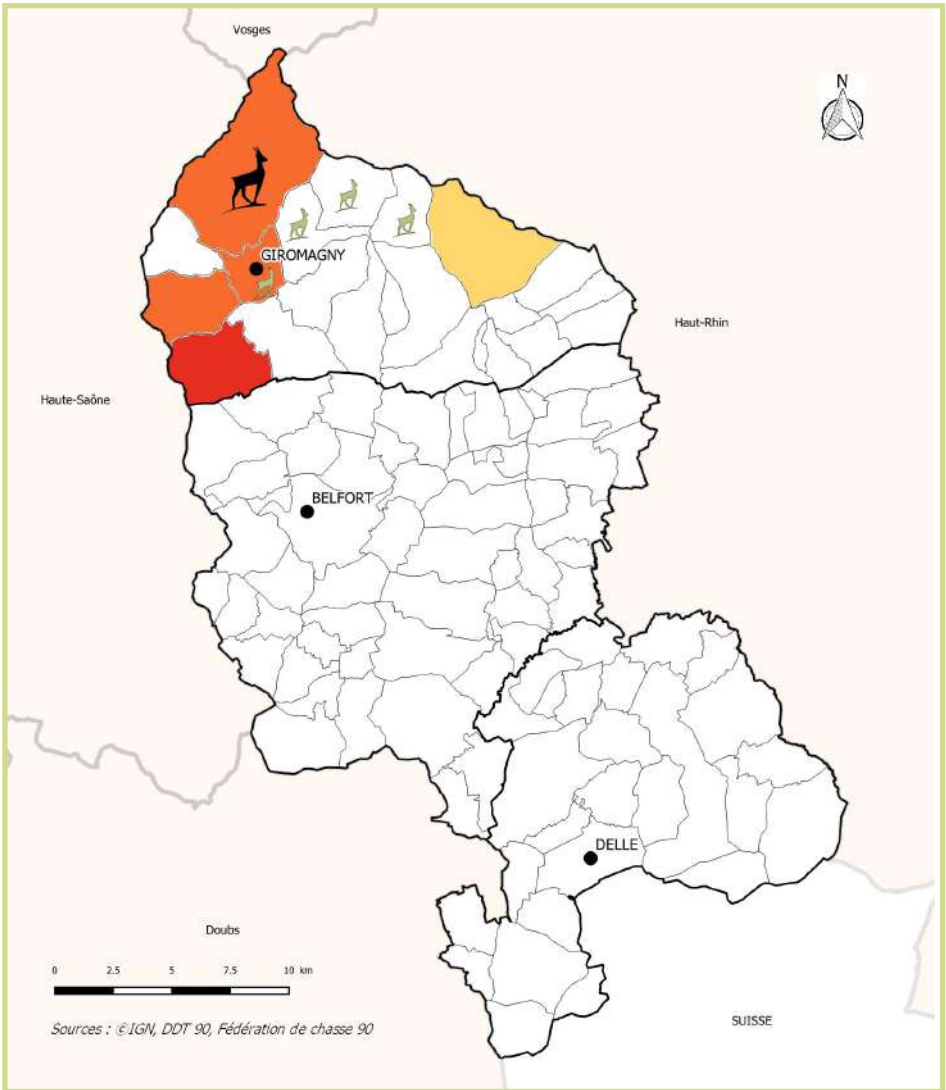 Vosges
N
GIROMAGNY
Haut-Rhin
Haute-Saône
BELFORT
DELLE
Doubs
0 2.5 5 7.5 10 km
Sources : ©IGN, DDT 90, Fédération de chasse 90
SUISSE